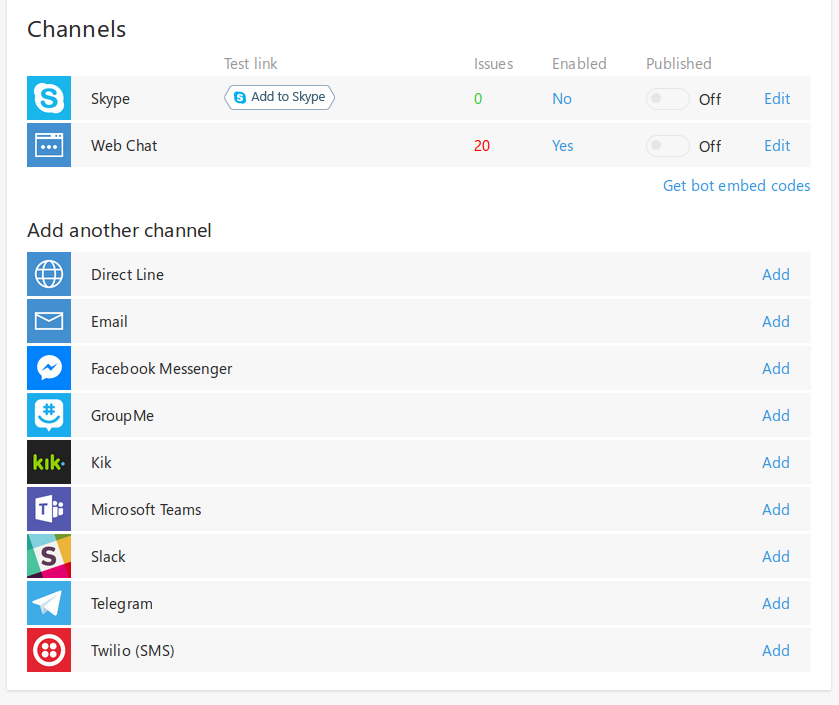 Channels
Test link Issues Enabled Published
Skype Add to Skype 0 No Off Edit
Web Chat 20 Yes Off Edit
Get bot embed codes
Add another channel
Direct Line Add
Email Add
Facebook Messenger Add
GroupMe Add
kik. Kik Add
T Microsoft Teams Add
S Slack Add
Telegram Add
Twilio (SMS) Add